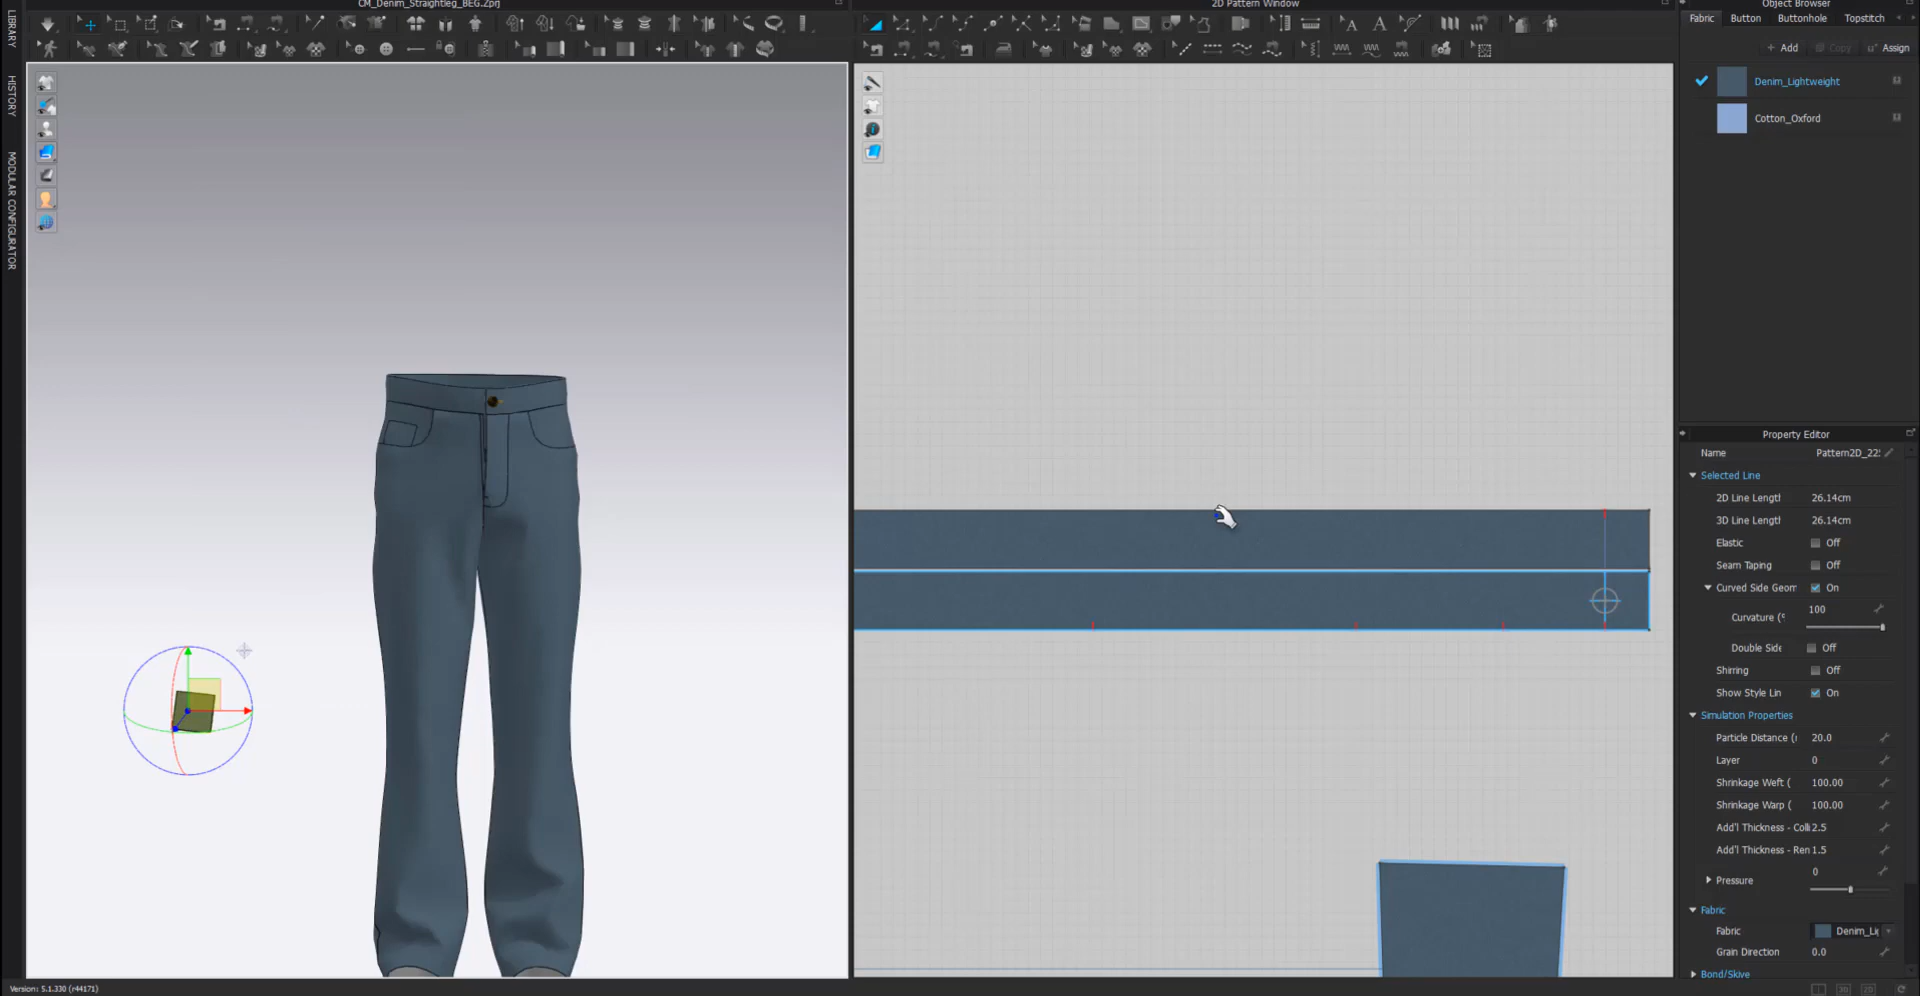 CM_Denim_Straightleg_BEG.Zprj
2D Pattern Window
Object Browser
LIBRARY
HISTORY
MODULAR CONFIGURATOR
Fabric
Button
Buttonhole
Topstitch
Add
Copy
Assign
Denim_Lightweight
Cotton_Oxford
Property Editor
Name Pattern2D_22!
Selected Line
2D Line Length 26.14cm
3D Line Length 26.14cm
Elastic Off
Seam Taping Off
Curved Side Geom On
Curvature (% 100
Double Side Off
Shirring Off
Show Style Lin On
Simulation Properties
Particle Distance (r 20.0
Layer 0
Shrinkage Weft ( 100.00
Shrinkage Warp ( 100.00
Add'l Thickness - Colli 2.5
Add'l Thickness - Ren 1.5
Pressure 0
Fabric
Fabric Denim_Li
Grain Direction 0.0
Bond/Skive
Version: 5.1.330 (r44171)
3D
2D